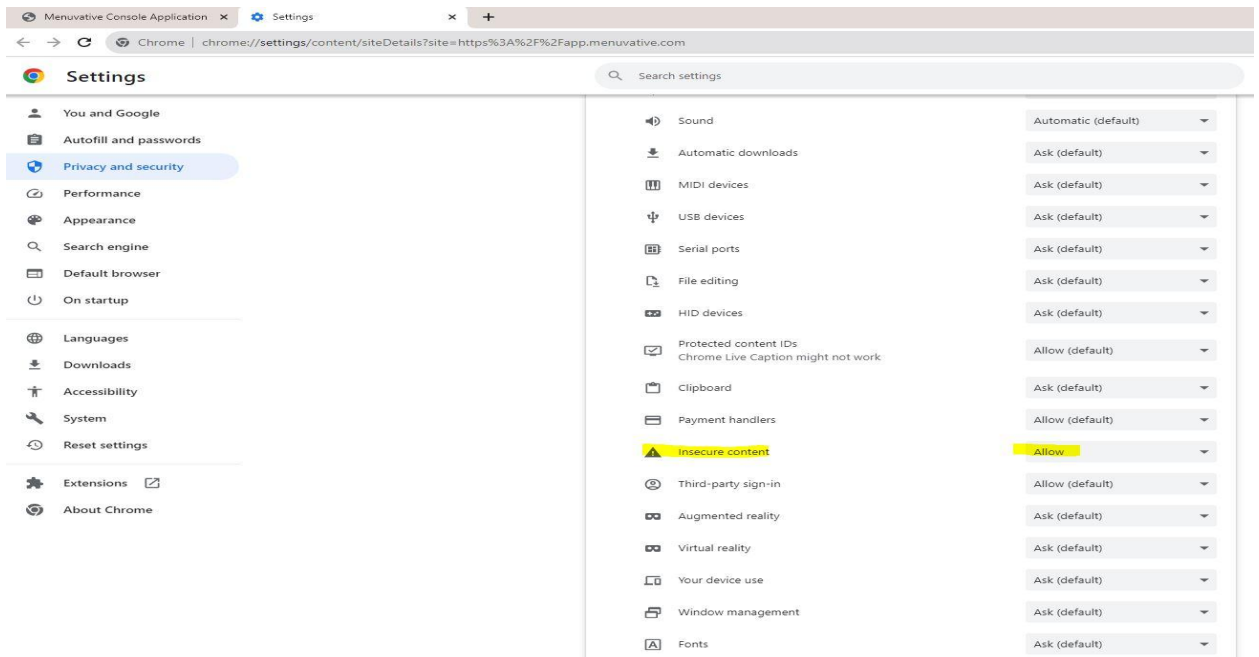 Menuvative Console Application
Settings
Chrome | chrome://settings/content/siteDetails?site=https%3A%2F%2Fapp.menuvative.com
Settings
Search settings
You and Google
Autofill and passwords
Privacy and security
Performance
Appearance
Search engine
Default browser
On startup
Languages
Downloads
Accessibility
System
Reset settings
Extensions
About Chrome
Sound Automatic (default)
Automatic downloads Ask (default)
MIDI devices Ask (default)
USB devices Ask (default)
Serial ports Ask (default)
File editing Ask (default)
HID devices Ask (default)
Protected content IDs Allow (default)
Chrome Live Caption might not work
Clipboard Ask (default)
Payment handlers Allow (default)
Insecure content Allow
Third-party sign-in Allow (default)
Augmented reality Ask (default)
Virtual reality Ask (default)
Your device use Ask (default)
Window management Ask (default)
Fonts Ask (default)